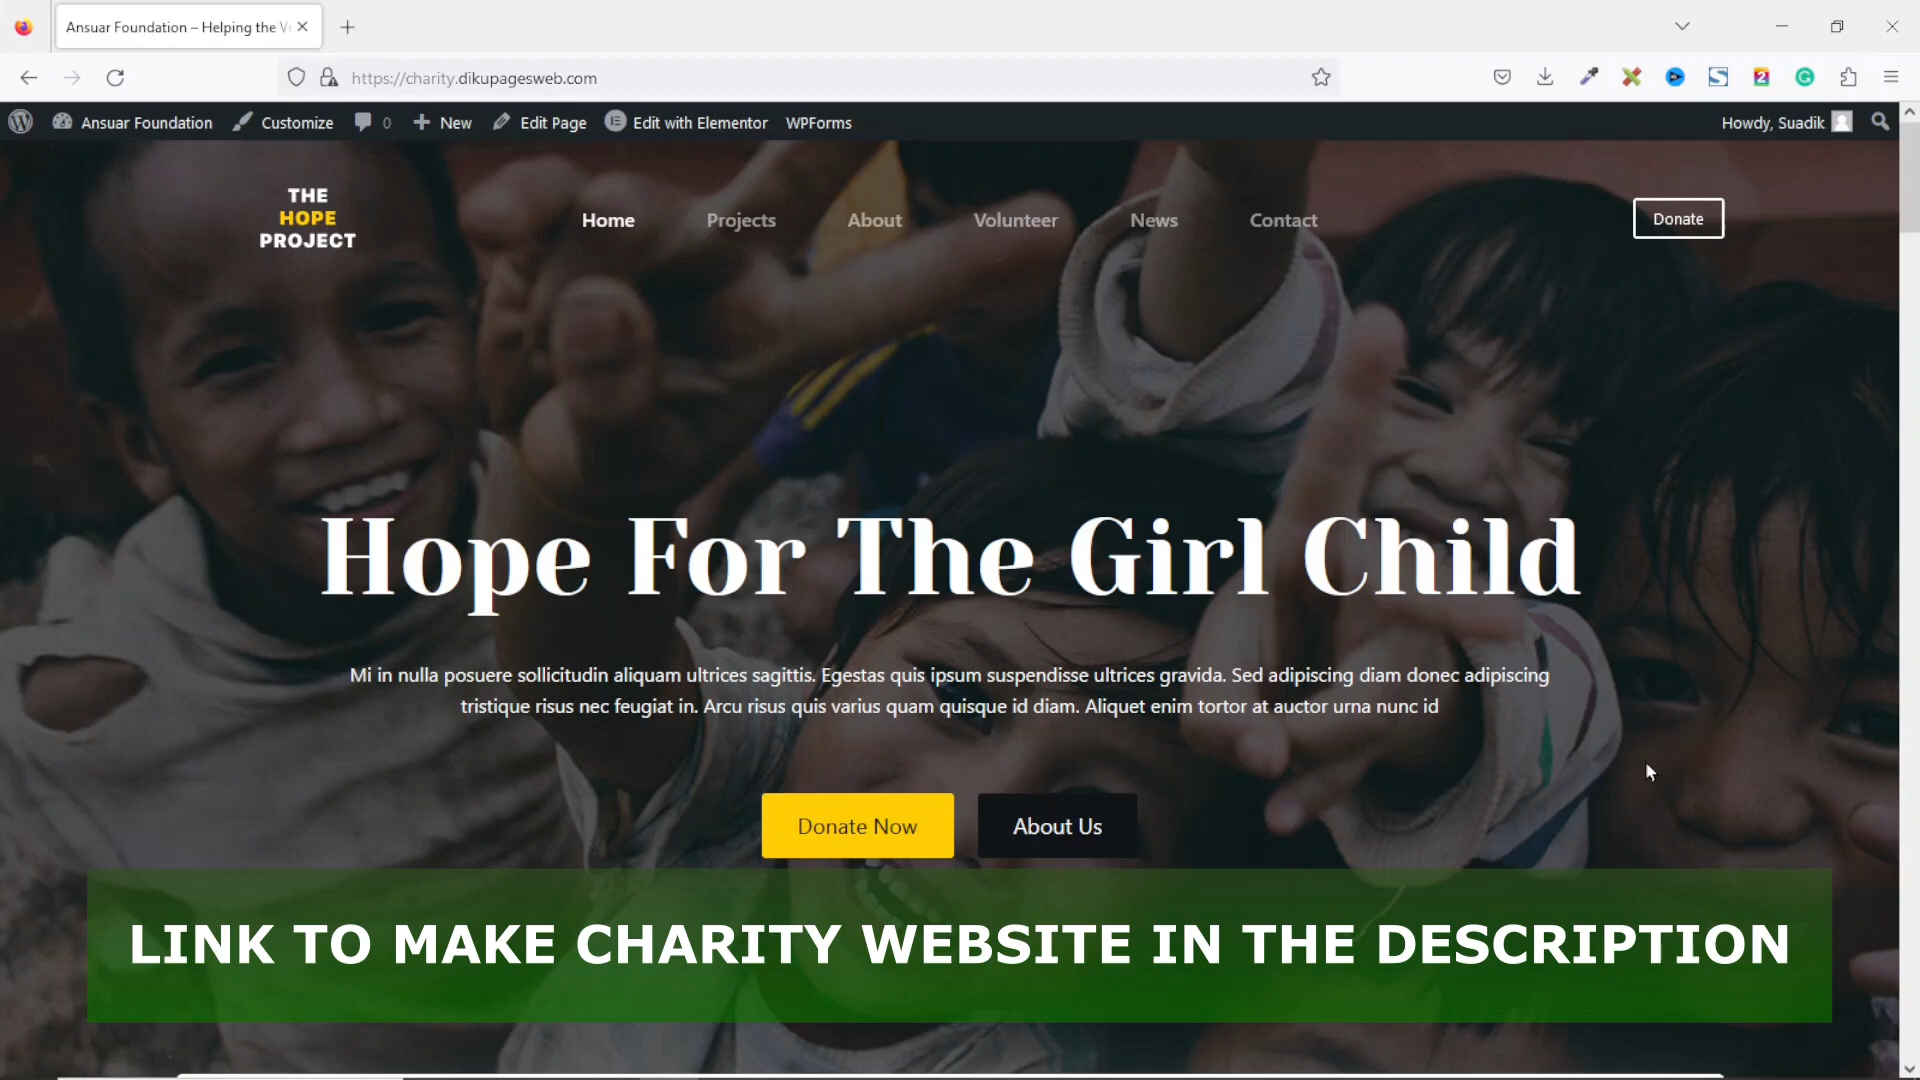 Ansuar Foundation – Helping the V
https://charity.dikupagesweb.com
Ansuar Foundation Customize 0 New Edit Page Edit with Elementor WPForms Howdy, Suadik
THE
HOPE
PROJECT
Home Projects About Volunteer News Contact Donate
Hope For The Girl Child
Mi in nulla posuere sollicitudin aliquam ultrices sagittis. Egestas quis ipsum suspendisse ultrices gravida. Sed adipiscing diam donec adipiscing
tristique risus nec feugiat in. Arcu risus quis varius quam quisque id diam. Aliquet enim tortor at auctor urna nunc id
Donate Now About Us
LINK TO MAKE CHARITY WEBSITE IN THE DESCRIPTION